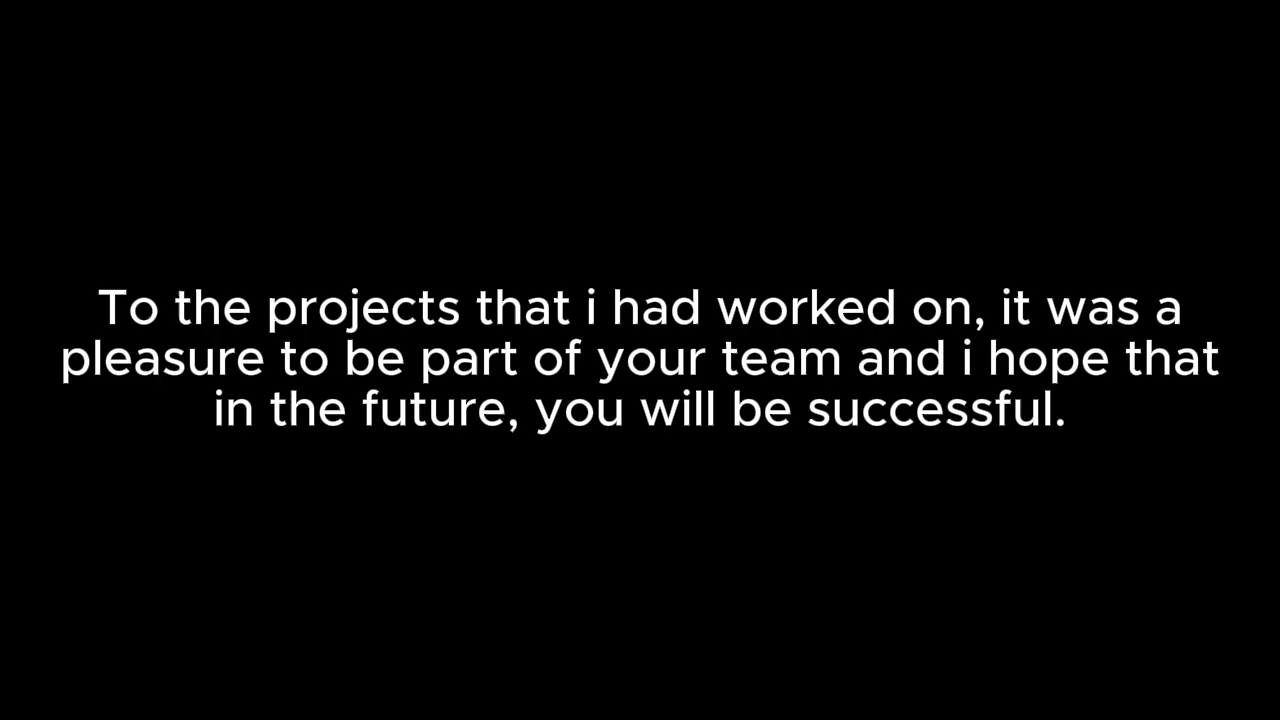 To the projects that i had worked on, it was a
pleasure to be part of your team and i hope that
in the future, you will be successful.